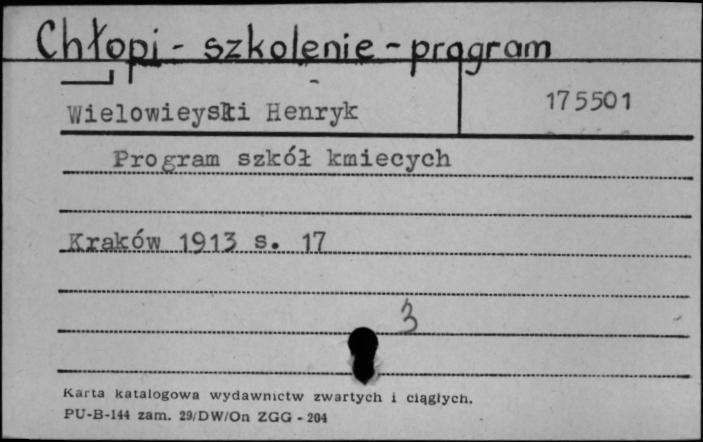 Chłopi - szkolenie - program
Wielowieyski Henryk
175501
Program szkół kmiecych
Kraków 1913 s. 17
3
Karta katalogowa wydawnictw zwartych i ciągłych.
PU-B-144 zam. 29/DW/On ZGG - 204